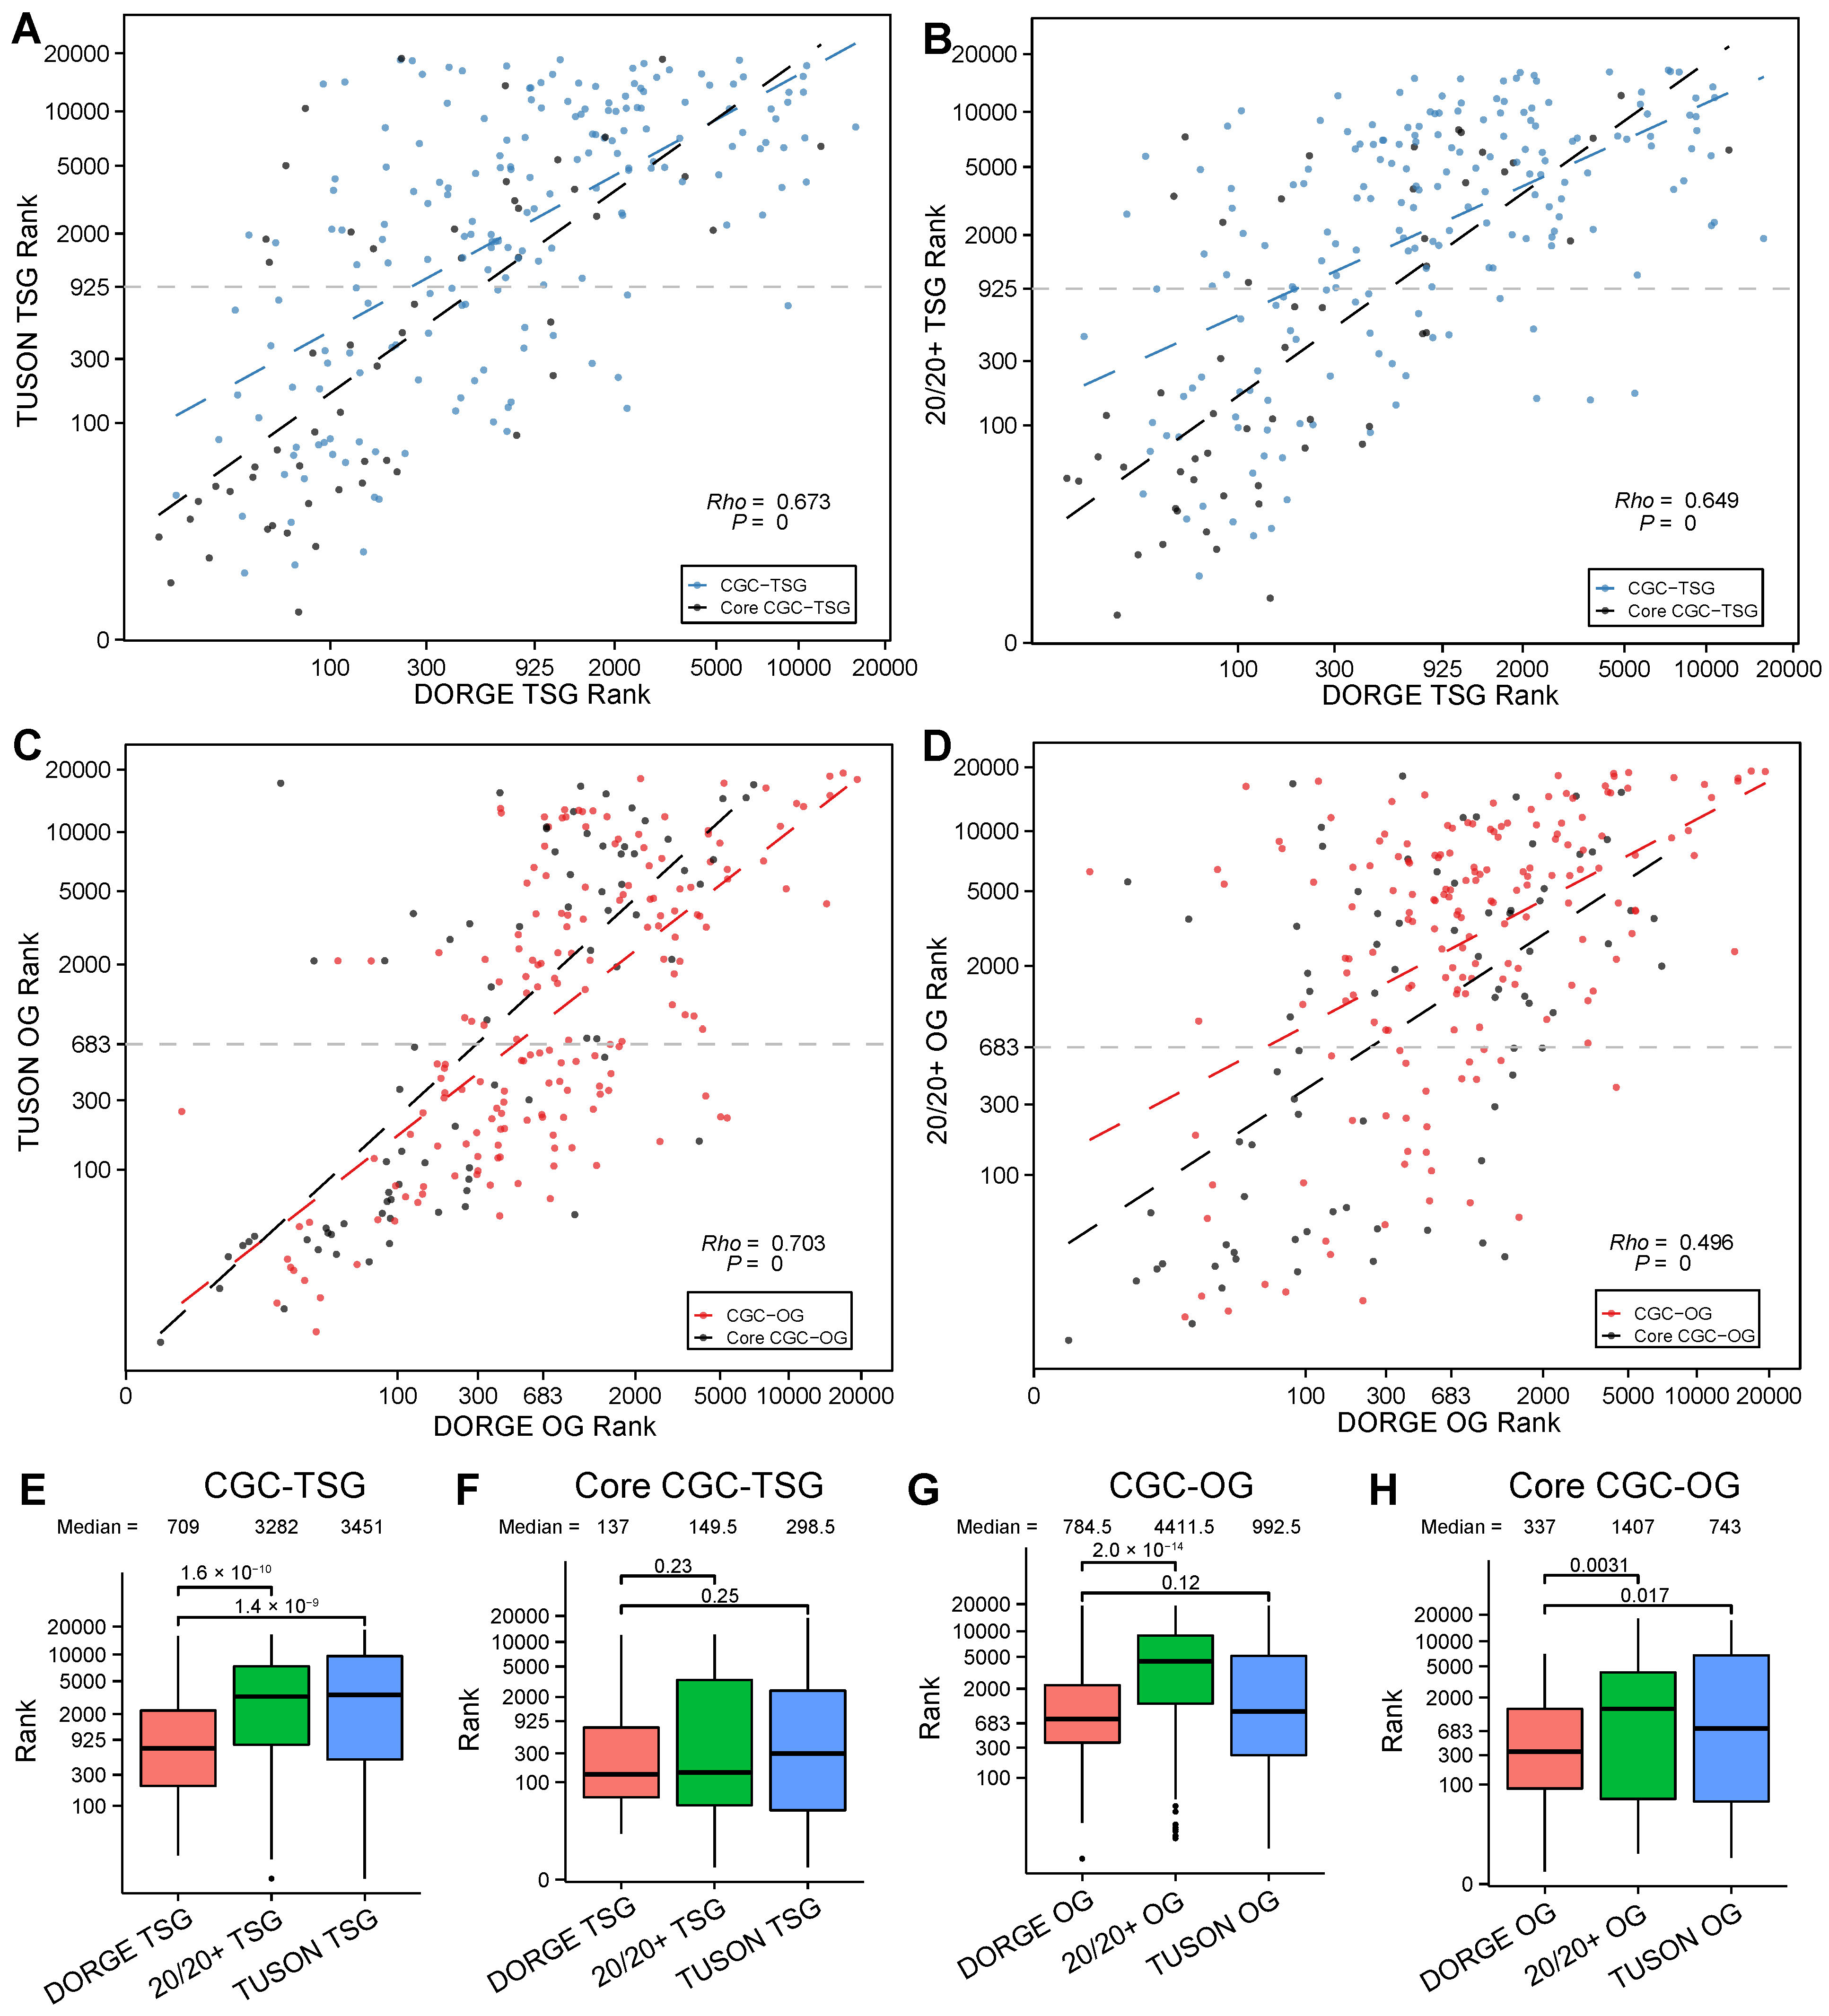 A
TUSON TSG Rank
20000
10000
5000
2000
925
300
100
0
Rho = 0.673
P = 0
CGC−TSG
Core CGC−TSG
100 300 925 2000 5000 10000 20000
DORGE TSG Rank
B
20/20+ TSG Rank
20000
10000
5000
2000
925
300
100
0
Rho = 0.649
P = 0
CGC−TSG
Core CGC−TSG
100 300 925 2000 5000 10000 20000
DORGE TSG Rank
C
TUSON OG Rank
20000
10000
5000
2000
683
300
100
Rho = 0.703
P = 0
CGC−OG
Core CGC−OG
0 100 300 683 2000 5000 10000 20000
DORGE OG Rank
D
20/20+ OG Rank
20000
10000
5000
2000
683
300
100
Rho = 0.496
P = 0
CGC−OG
Core CGC−OG
0 100 300 683 2000 5000 10000 20000
DORGE OG Rank
E
CGC-TSG
Median = 709 3282 3451
1.6 × 10⁻¹⁰
1.4 × 10⁻⁹
Rank
20000
10000
5000
2000
925
300
100
DORGE TSG
20/20+ TSG
TUSON TSG
F
Core CGC-TSG
Median = 137 149.5 298.5
0.23
0.25
Rank
20000
10000
5000
2000
925
300
100
0
DORGE TSG
20/20+ TSG
TUSON TSG
G
CGC-OG
Median = 784.5 4411.5 992.5
2.0 × 10⁻¹⁴
0.12
Rank
20000
10000
5000
2000
683
300
100
DORGE OG
20/20+ OG
TUSON OG
H
Core CGC-OG
Median = 337 1407 743
0.0031
0.017
Rank
20000
10000
5000
2000
683
300
100
0
DORGE OG
20/20+ OG
TUSON OG